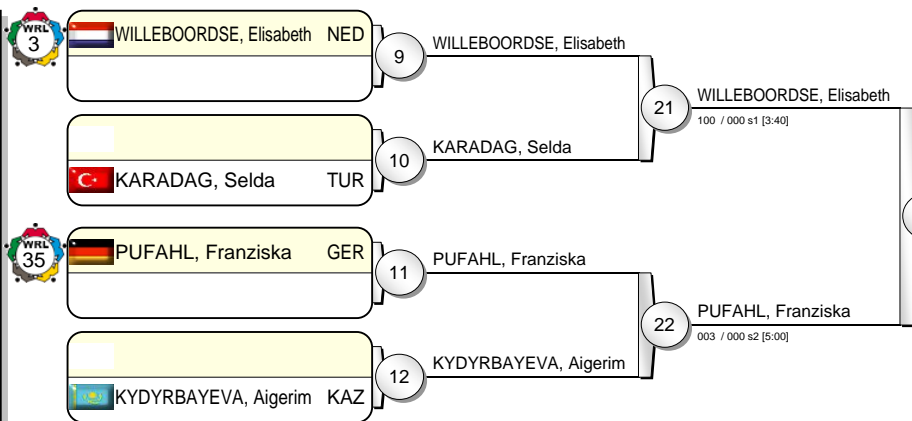 WRL
3
WILLEBOORDSE, Elisabeth NED
9
WILLEBOORDSE, Elisabeth
21
WILLEBOORDSE, Elisabeth
100 / 000 s1 [3:40]
10
KARADAG, Selda
KARADAG, Selda TUR
WRL
35
PUFAHL, Franziska GER
11
PUFAHL, Franziska
22
PUFAHL, Franziska
003 / 000 s2 [5:00]
12
KYDYRBAYEVA, Aigerim
KYDYRBAYEVA, Aigerim KAZ